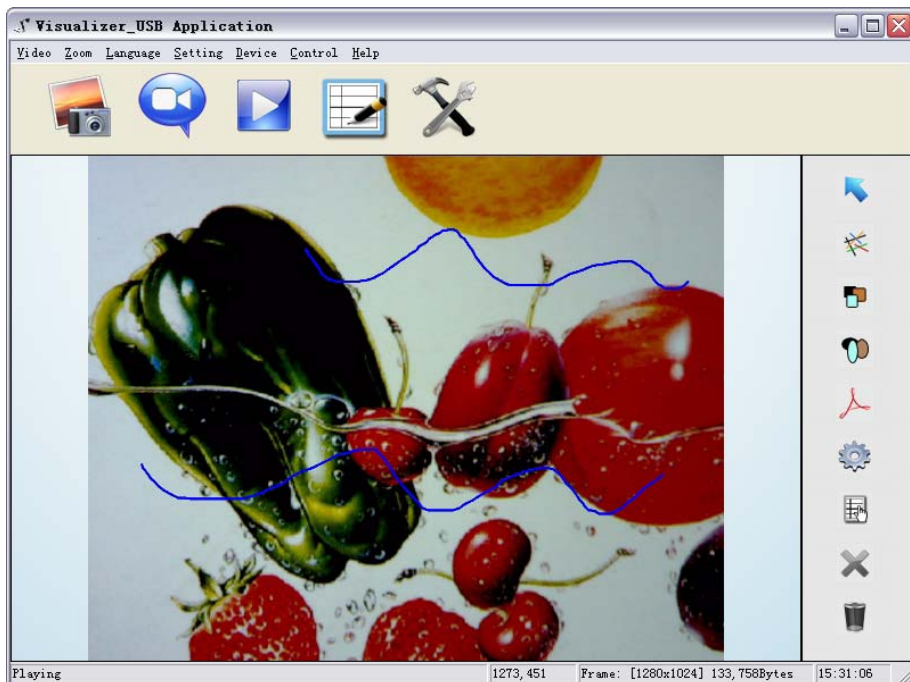 Visualizer_USB Application
Video Zoom Language Setting Device Control Help
Playing 1273,451 Frame: [1280x1024] 133,758Bytes 15:31:06